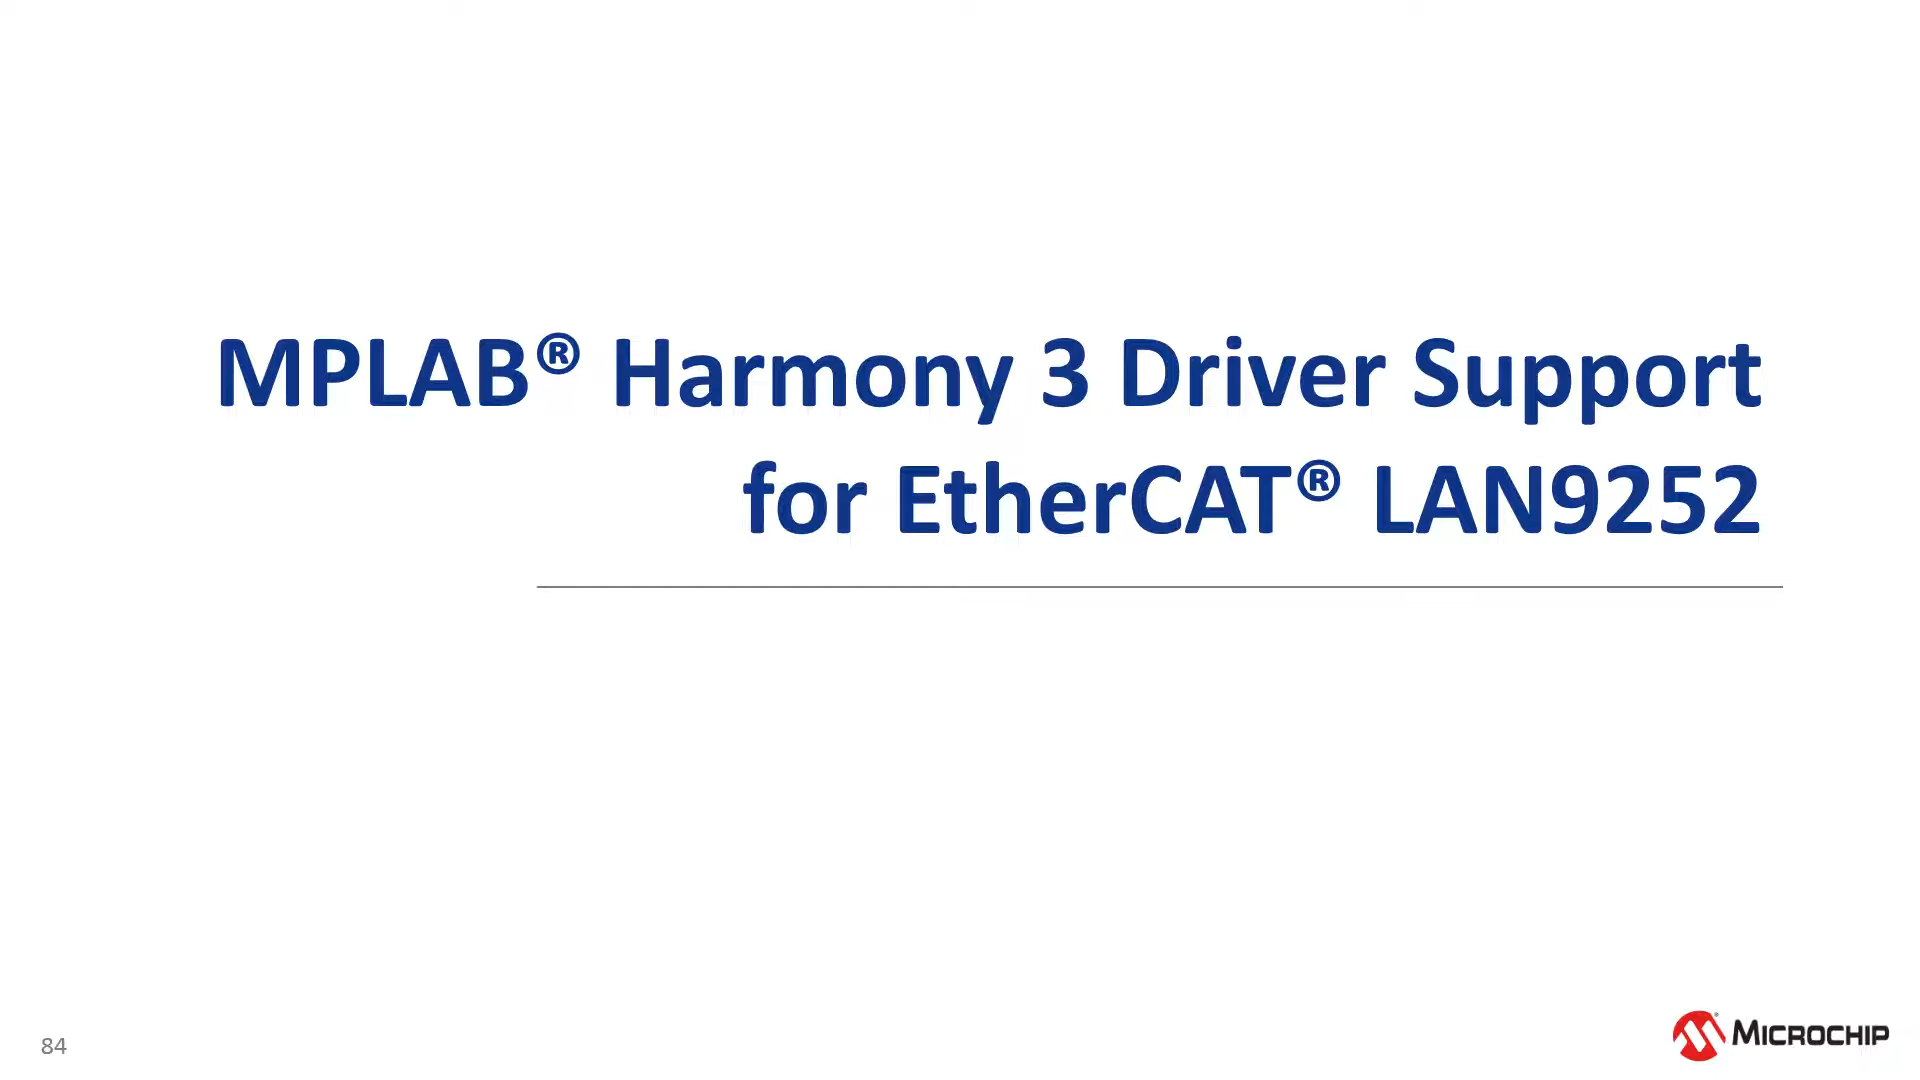 MPLAB® Harmony 3 Driver Support
for EtherCAT® LAN9252
84
MICROCHIP